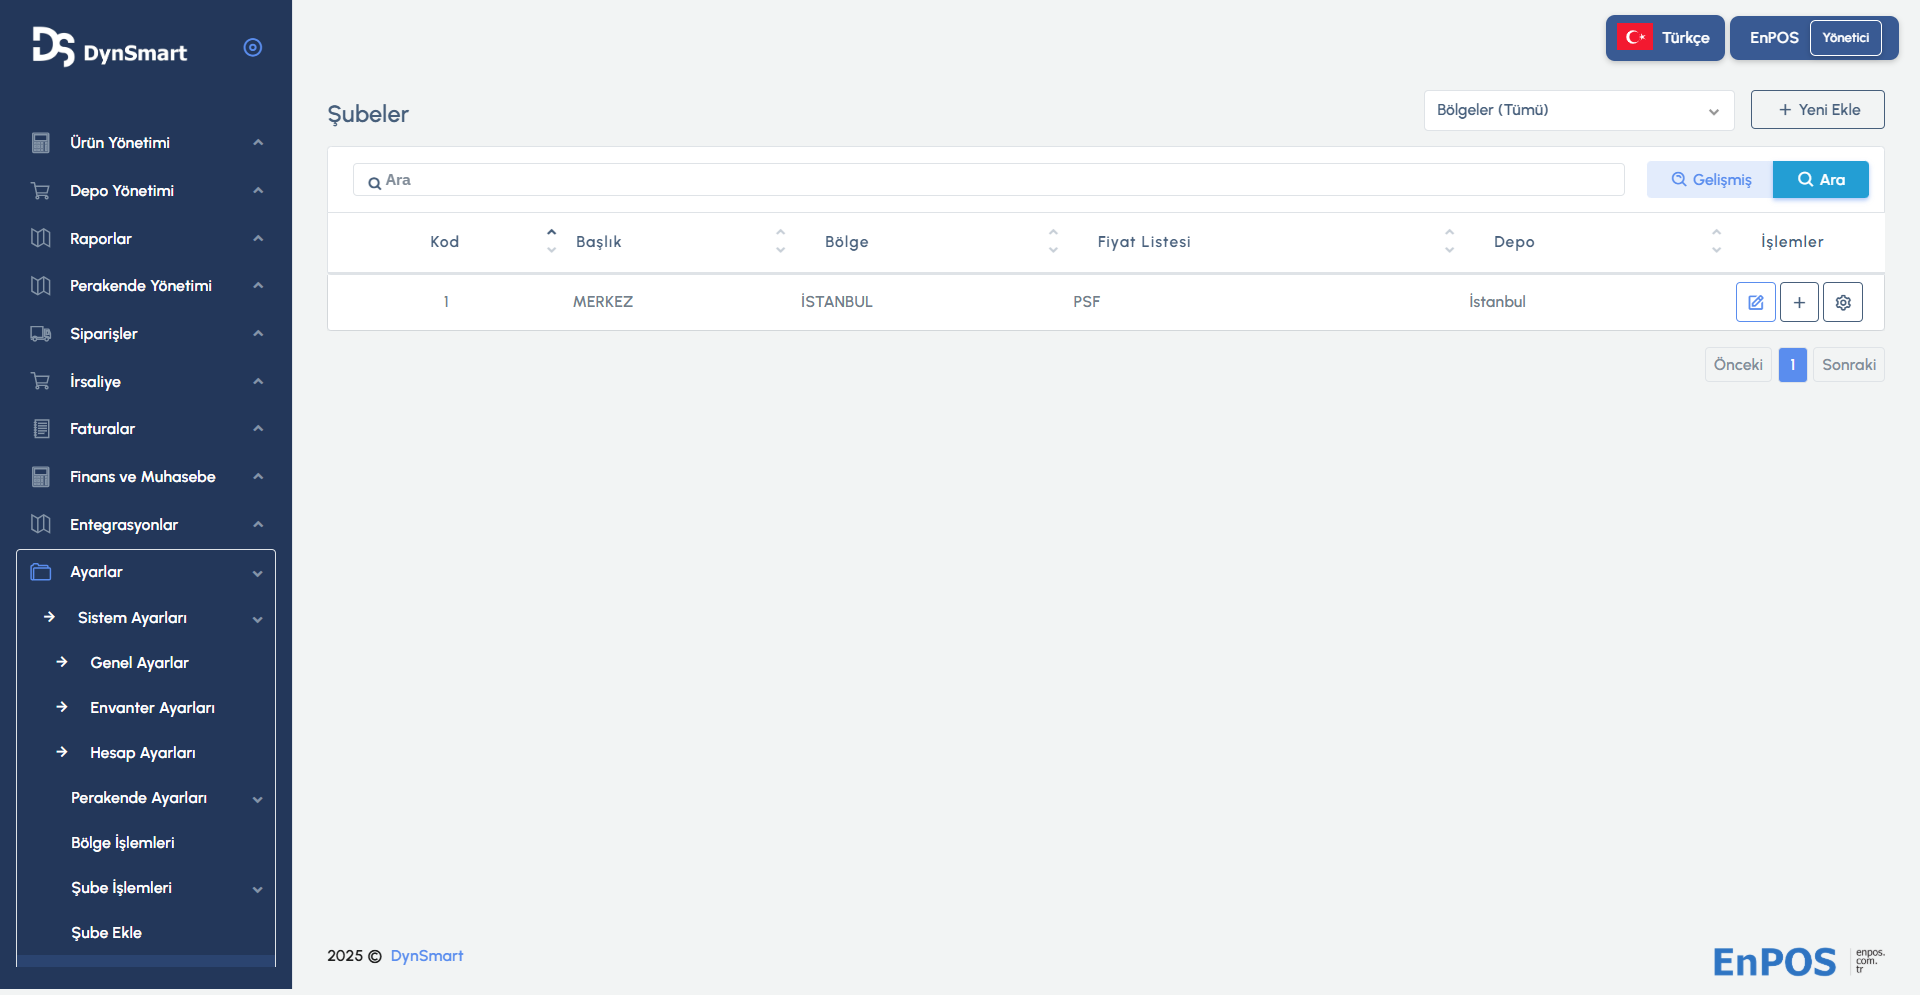 DS DynSmart
Ürün Yönetimi
Depo Yönetimi
Raporlar
Perakende Yönetimi
Siparişler
İrsaliye
Faturalar
Finans ve Muhasebe
Entegrasyonlar
Ayarlar
Sistem Ayarları
Genel Ayarlar
Envanter Ayarları
Hesap Ayarları
Perakende Ayarları
Bölge İşlemleri
Şube İşlemleri
Şube Ekle
Türkçe
EnPOS Yönetici
Şubeler
Bölgeler (Tümü)
+ Yeni Ekle
Ara
Gelişmiş
Ara
Kod Başlık Bölge Fiyat Listesi Depo İşlemler
1 MERKEZ İSTANBUL PSF İstanbul
Önceki 1 Sonraki
2025 © DynSmart
EnPOS
enpos.
com.
tr